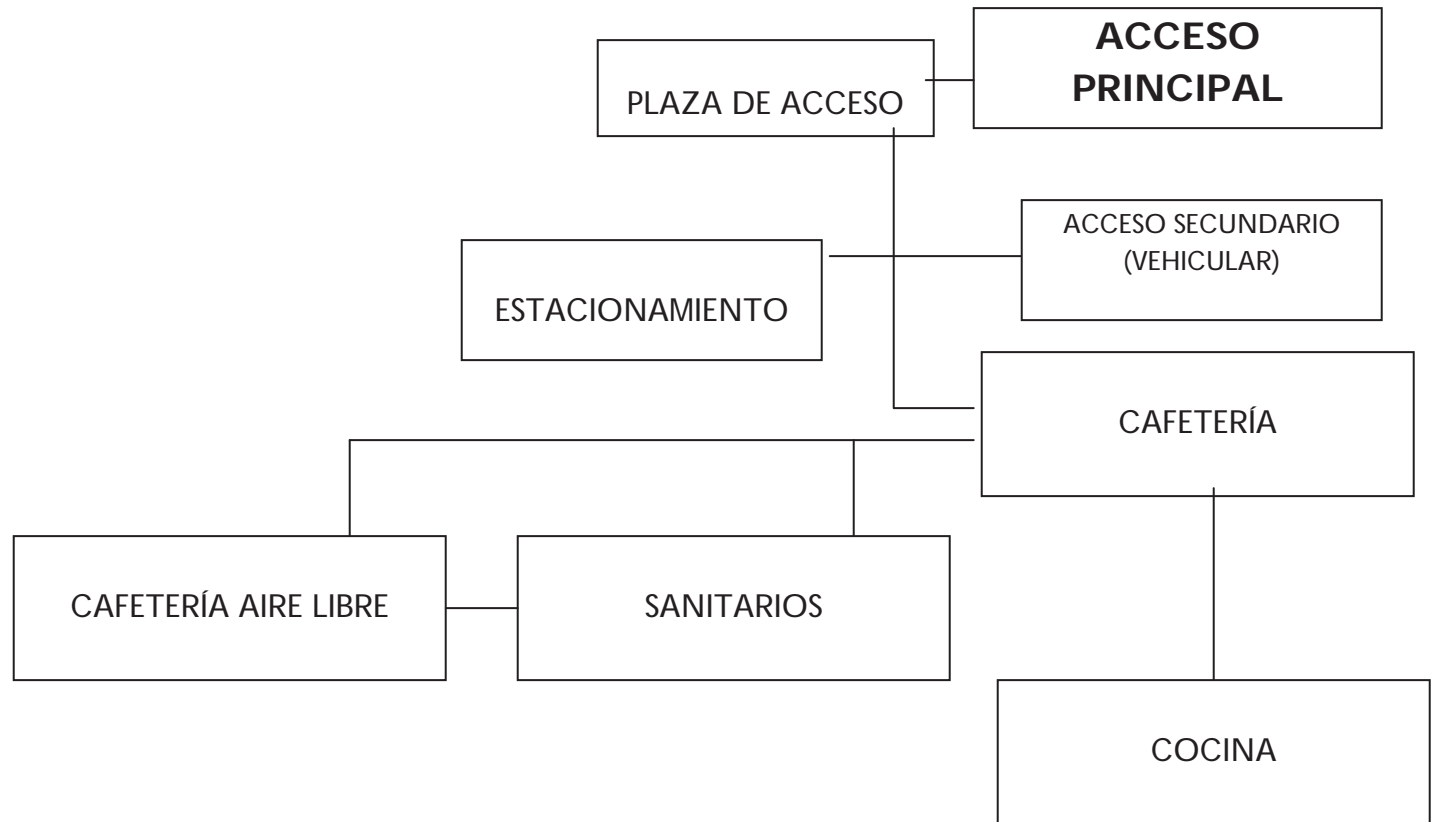 ACCESO
PRINCIPAL
PLAZA DE ACCESO
ACCESO SECUNDARIO
(VEHICULAR)
ESTACIONAMIENTO
CAFETERÍA
CAFETERÍA AIRE LIBRE
SANITARIOS
COCINA